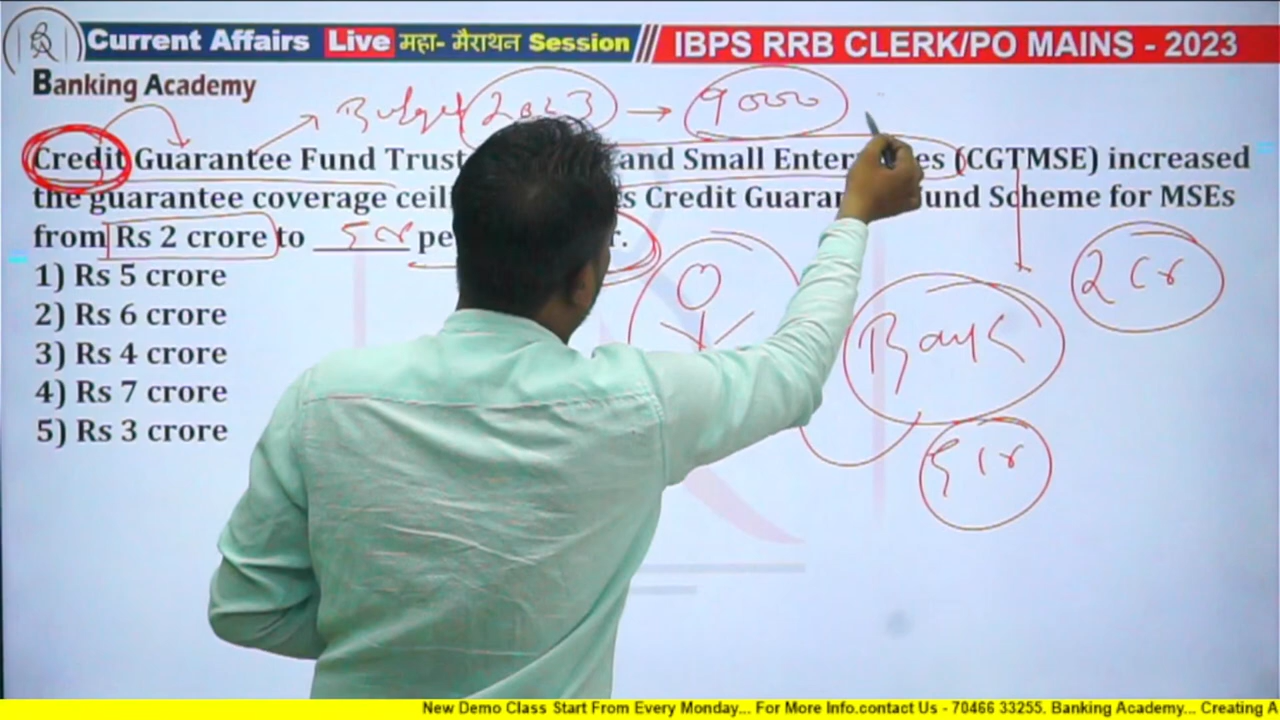 Current Affairs Live महा- मैराथन Session IBPS RRB CLERK/PO MAINS - 2023
Banking Academy
Budget 2023 → 9000
Credit Guarantee Fund Trust and Small (CGTMSE) increased
the guarantee coverage s Credit und Scheme for MSEs
from Rs 2 crore to 5 cr pe r.
1) Rs 5 crore
2) Rs 6 crore
3) Rs 4 crore
4) Rs 7 crore
5) Rs 3 crore
2 Cr
Bank
5 Cr
New Demo Class Start From Every Monday... For More Info.contact Us - 70466 33255. Banking Academy... Creating A